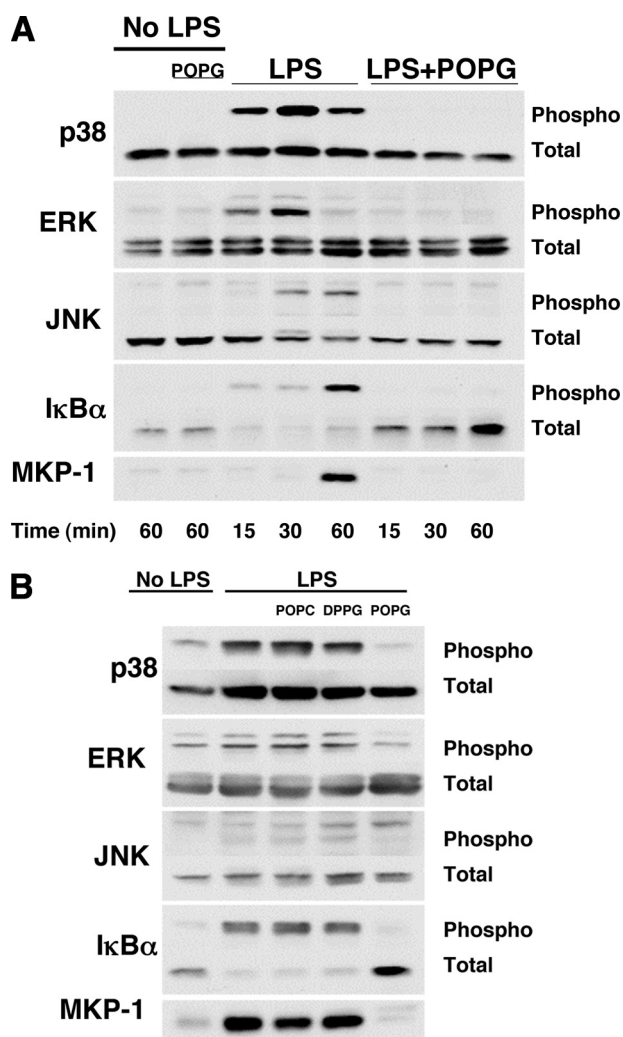 A
No LPS
POPG
LPS
LPS+POPG
p38
Phospho
Total
ERK
Phospho
Total
JNK
Phospho
Total
IκBα
Phospho
Total
MKP-1
Time (min) 60 60 15 30 60 15 30 60
B
No LPS
LPS
POPC DPPG POPG
p38
Phospho
Total
ERK
Phospho
Total
JNK
Phospho
Total
IκBα
Phospho
Total
MKP-1